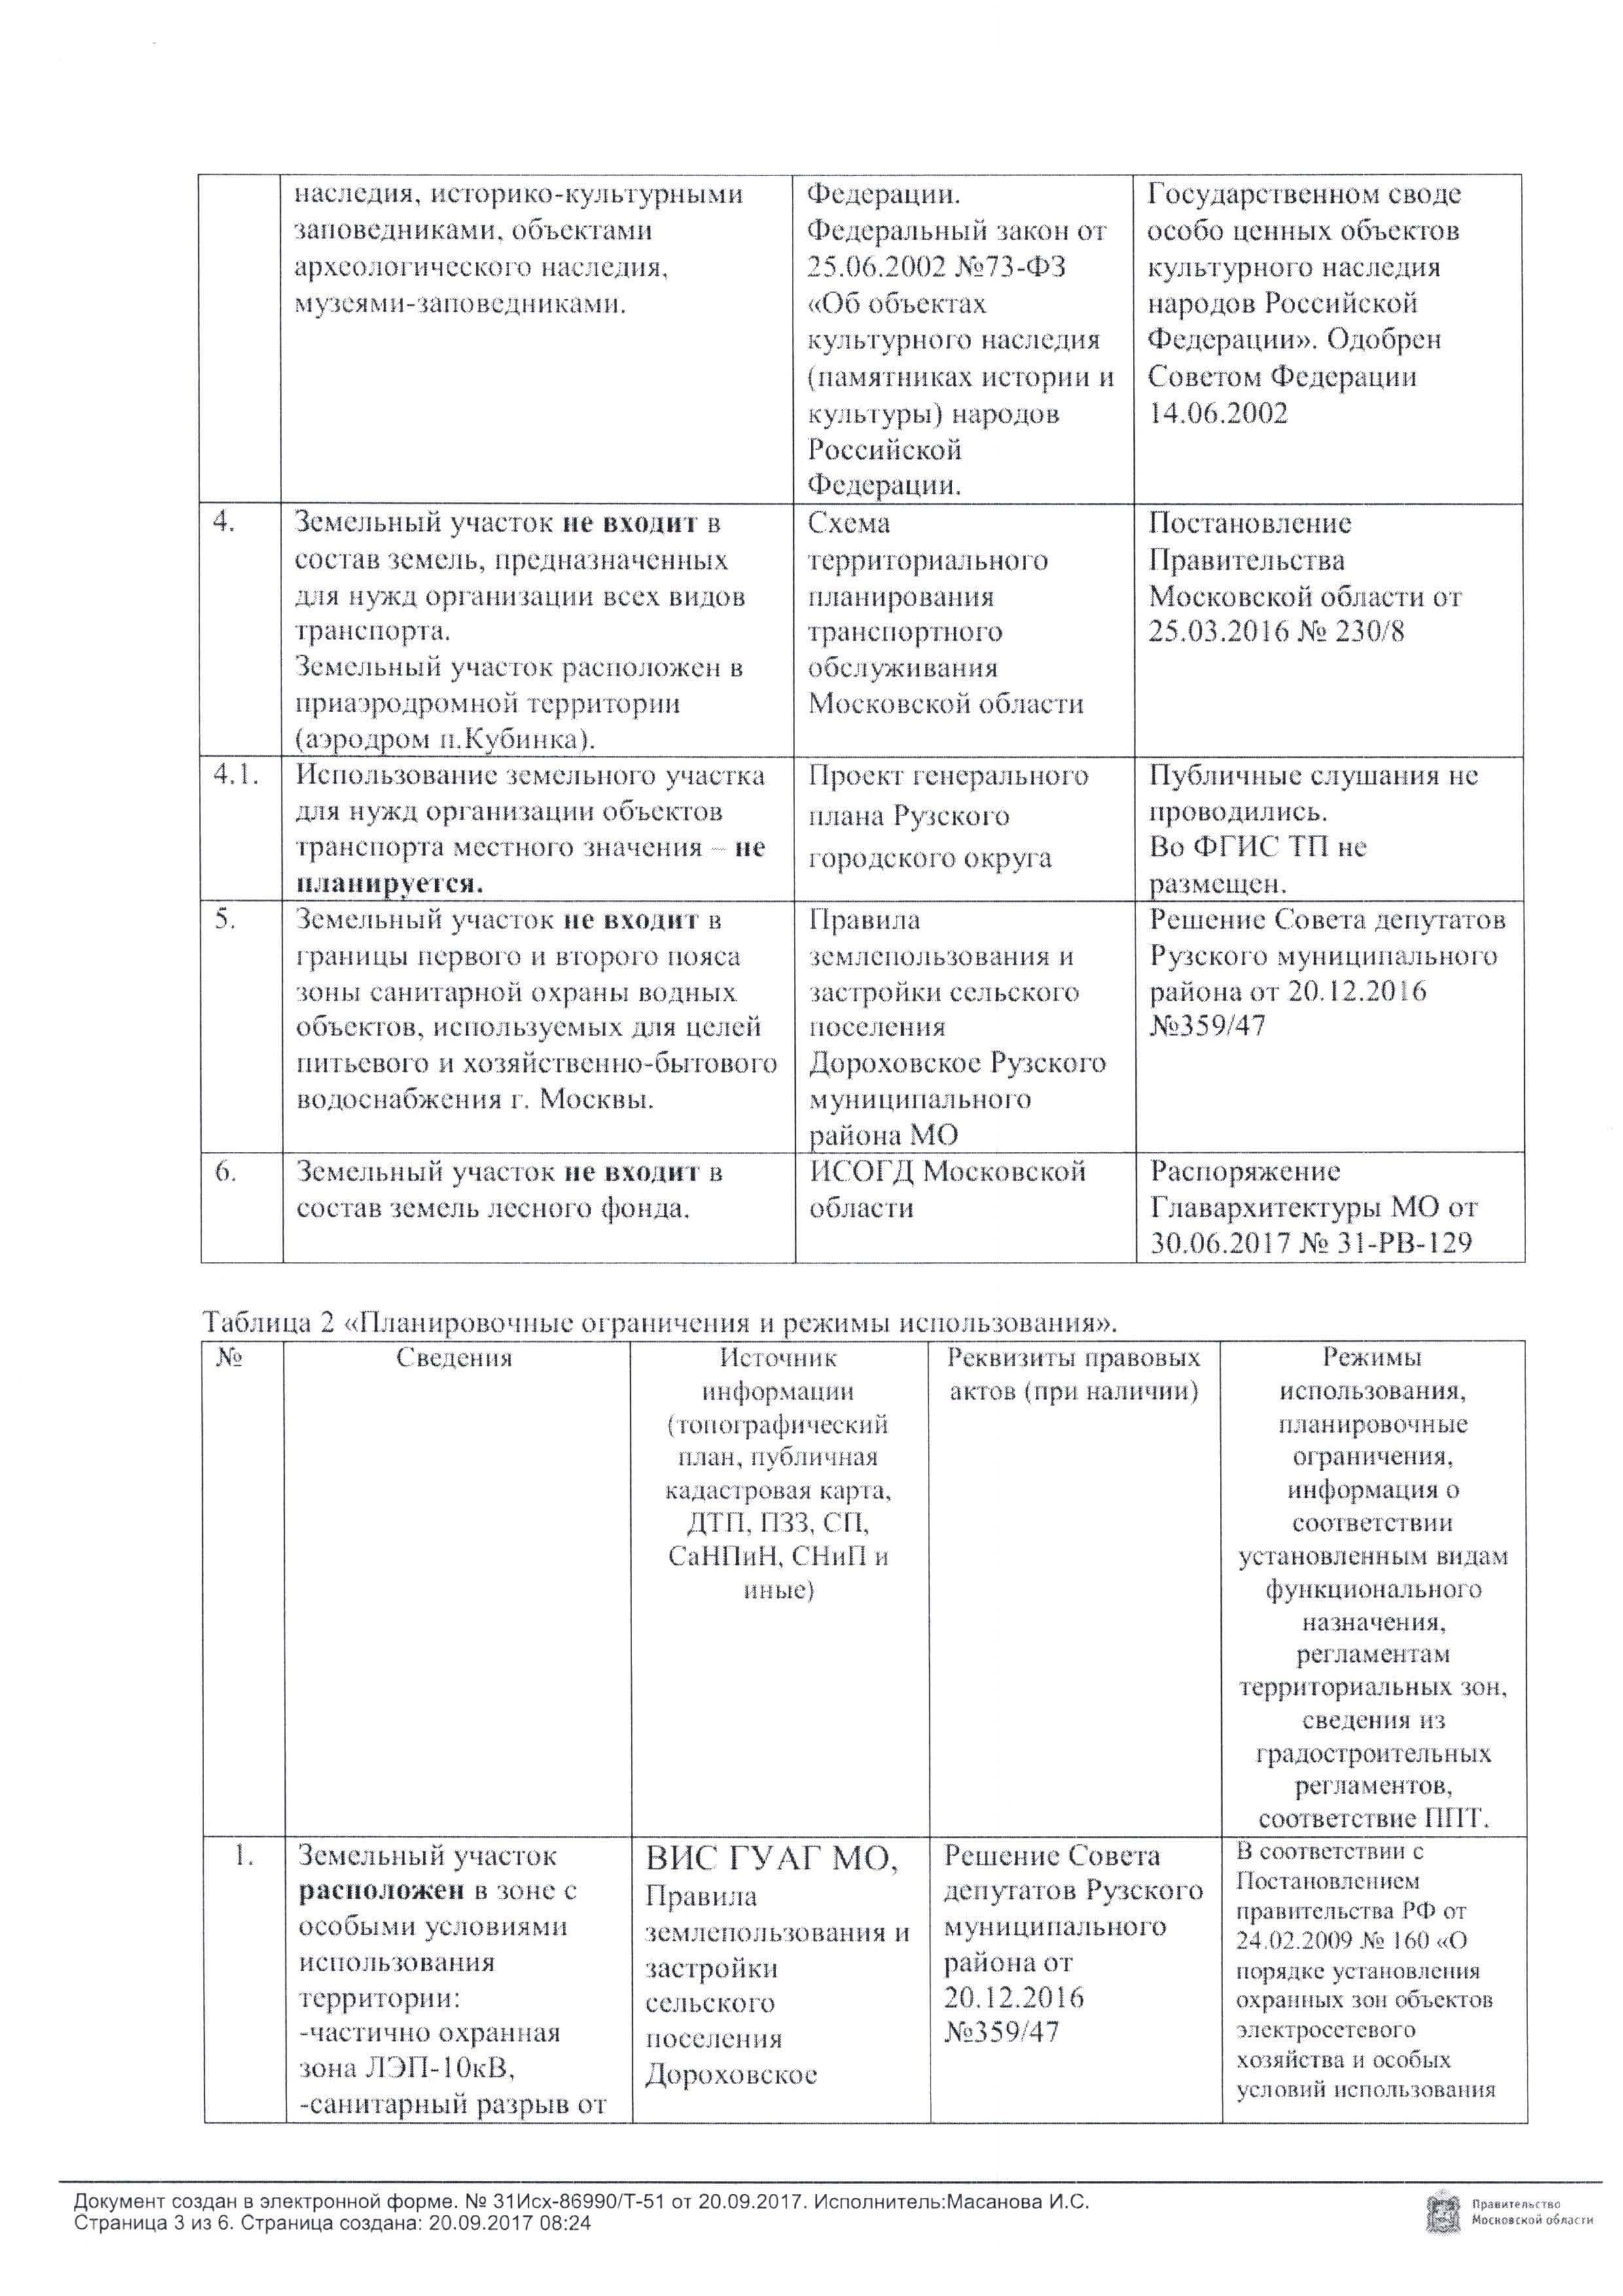 наследия, историко-культурными
заповедниками, объектами
археологического наследия,
музеями-заповедниками.
Федерации.
Федеральный закон от
25.06.2002 №73-ФЗ
«Об объектах
культурного наследия
(памятниках истории и
культуры) народов
Российской
Федерации.
Государственном своде
особо ценных объектов
культурного наследия
народов Российской
Федерации». Одобрен
Советом Федерации
14.06.2002
4.
Земельный участок не входит в
состав земель, предназначенных
для нужд организации всех видов
транспорта.
Земельный участок расположен в
приаэродромной территории
(аэродром п.Кубинка).
Схема
территориального
планирования
транспортного
обслуживания
Московской области
Постановление
Правительства
Московской области от
25.03.2016 № 230/8
4.1.
Использование земельного участка
для нужд организации объектов
транспорта местного значения – не
планируется.
Проект генерального
плана Рузского
городского округа
Публичные слушания не
проводились.
Во ФГИС ТП не
размещен.
5.
Земельный участок не входит в
границы первого и второго пояса
зоны санитарной охраны водных
объектов, используемых для целей
питьевого и хозяйственно-бытового
водоснабжения г. Москвы.
Правила
землепользования и
застройки сельского
поселения
Дороховское Рузского
муниципального
района МО
Решение Совета депутатов
Рузского муниципального
района от 20.12.2016
№359/47
6.
Земельный участок не входит в
состав земель лесного фонда.
ИСОГД Московской
области
Распоряжение
Главархитектуры МО от
30.06.2017 № 31-РВ-129
Таблица 2 «Планировочные ограничения и режимы использования».
№
Сведения
Источник
информации
(топографический
план, публичная
кадастровая карта,
ДТП, ПЗЗ, СП,
СаНПиН, СНиП и
иные)
Реквизиты правовых
актов (при наличии)
Режимы
использования,
планировочные
ограничения,
информация о
соответствии
установленным видам
функционального
назначения,
регламентам
территориальных зон,
сведения из
градостроительных
регламентов,
соответствие ППТ.
1.
Земельный участок
расположен в зоне с
особыми условиями
использования
территории:
-частично охранная
зона ЛЭП-10кВ,
-санитарный разрыв от
ВИС ГУАГ МО,
Правила
землепользования и
застройки
сельского
поселения
Дороховское
Решение Совета
депутатов Рузского
муниципального
района от
20.12.2016
№359/47
В соответствии с
Постановлением
правительства РФ от
24.02.2009 № 160 «О
порядке установления
охранных зон объектов
электросетевого
хозяйства и особых
условий использования
Документ создан в электронной форме. № 31Исх-86990/Т-51 от 20.09.2017. Исполнитель:Масанова И.С.
Страница 3 из 6. Страница создана: 20.09.2017 08:24
Правительство
Московской области